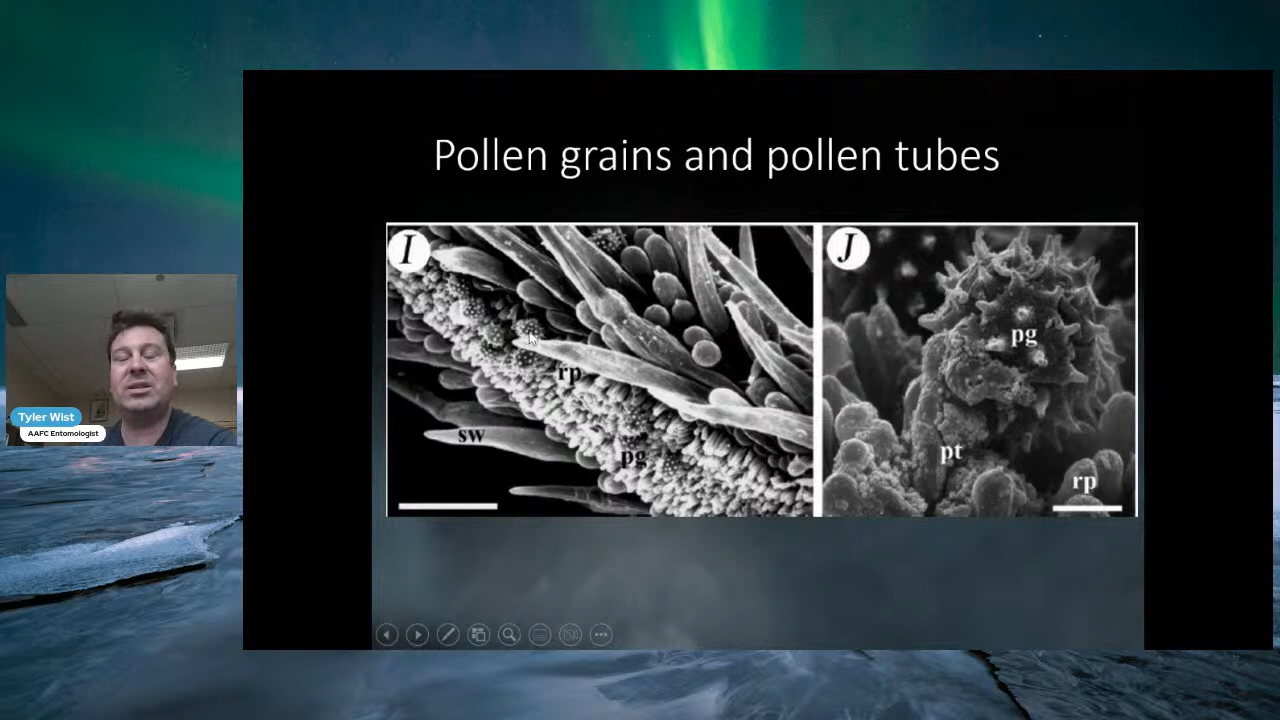 Pollen grains and pollen tubes
I
J
pg
rp
sw
pg
pt
rp
Tyler Wist
AAFC Entomologist